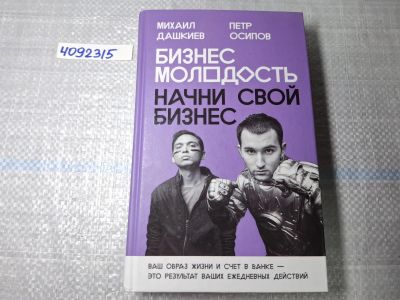 4092315
МИХАИЛ ДАШКИЕВ
ПЕТР ОСИПОВ
БИЗНЕС
МОЛОДОСТЬ
НАЧНИ СВОЙ
БИЗНЕС
ВАШ ОБРАЗ ЖИЗНИ И СЧЕТ В БАНКЕ —
ЭТО РЕЗУЛЬТАТ ВАШИХ ЕЖЕДНЕВНЫХ ДЕЙСТВИЙ